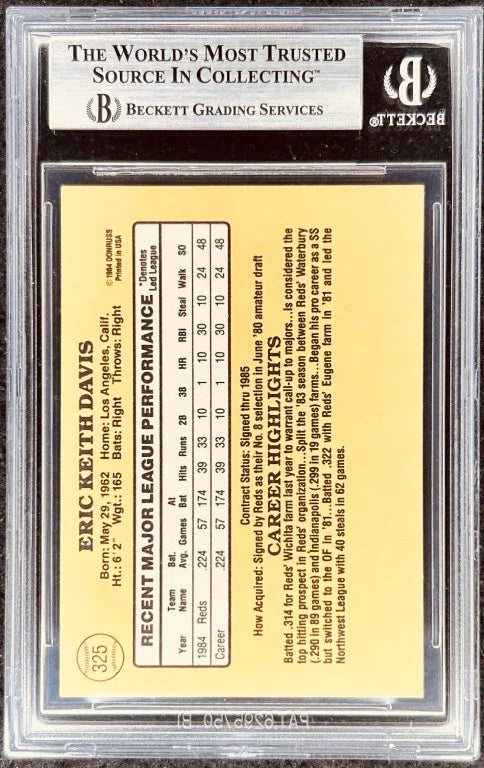 THE WORLD'S MOST TRUSTED
SOURCE IN COLLECTING™
BECKETT GRADING SERVICES
B
B
BECKETT®
325
ERIC KEITH DAVIS
Born: May 29, 1962 Home: Los Angeles, Calif.
Ht.: 6'2" Wgt.: 165 Bats: Right Throws: Right
© 1984 DONRUSS
Printed in USA
RECENT MAJOR LEAGUE PERFORMANCE
*Denotes
Led League
Year Team Name Bat. Avg. Games At Bat Hits Runs 2B 3B HR RBI Steal Walk SO
1984 Reds .224 57 174 39 33 10 1 10 30 10 24 48
Career .224 57 174 39 33 10 1 10 30 10 24 48
Contract Status: Signed thru 1985
How Acquired: Signed by Reds as their No. 8 selection in June '80 amateur draft
CAREER HIGHLIGHTS
Batted .314 for Reds' Wichita farm last year to warrant call-up to majors...Is considered the
top hitting prospect in Reds' organization...Split the '83 season between Reds' Waterbury
(.290 in 89 games) and Indianapolis (.299 in 19 games) farms...Began his pro career as a SS
but switched to the OF in '81...Batted .322 with Reds' Eugene farm in '81 and led the
Northwest League with 40 steals in 62 games.